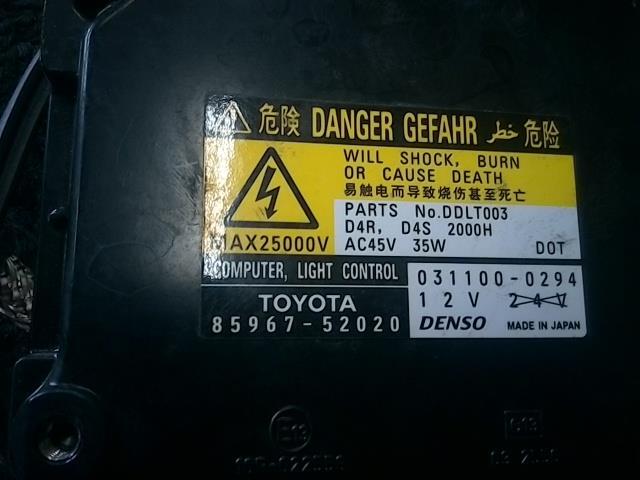 危険 DANGER GEFAHR خطر 危险
WILL SHOCK, BURN
OR CAUSE DEATH
易触电而导致烧伤甚至死亡
MAX25000V
PARTS No.DDLT003
D4R, D4S 2000H
AC45V 35W DOT
COMPUTER, LIGHT CONTROL
TOYOTA
85967-52020
031100-0294
12V 24V
DENSO MADE IN JAPAN